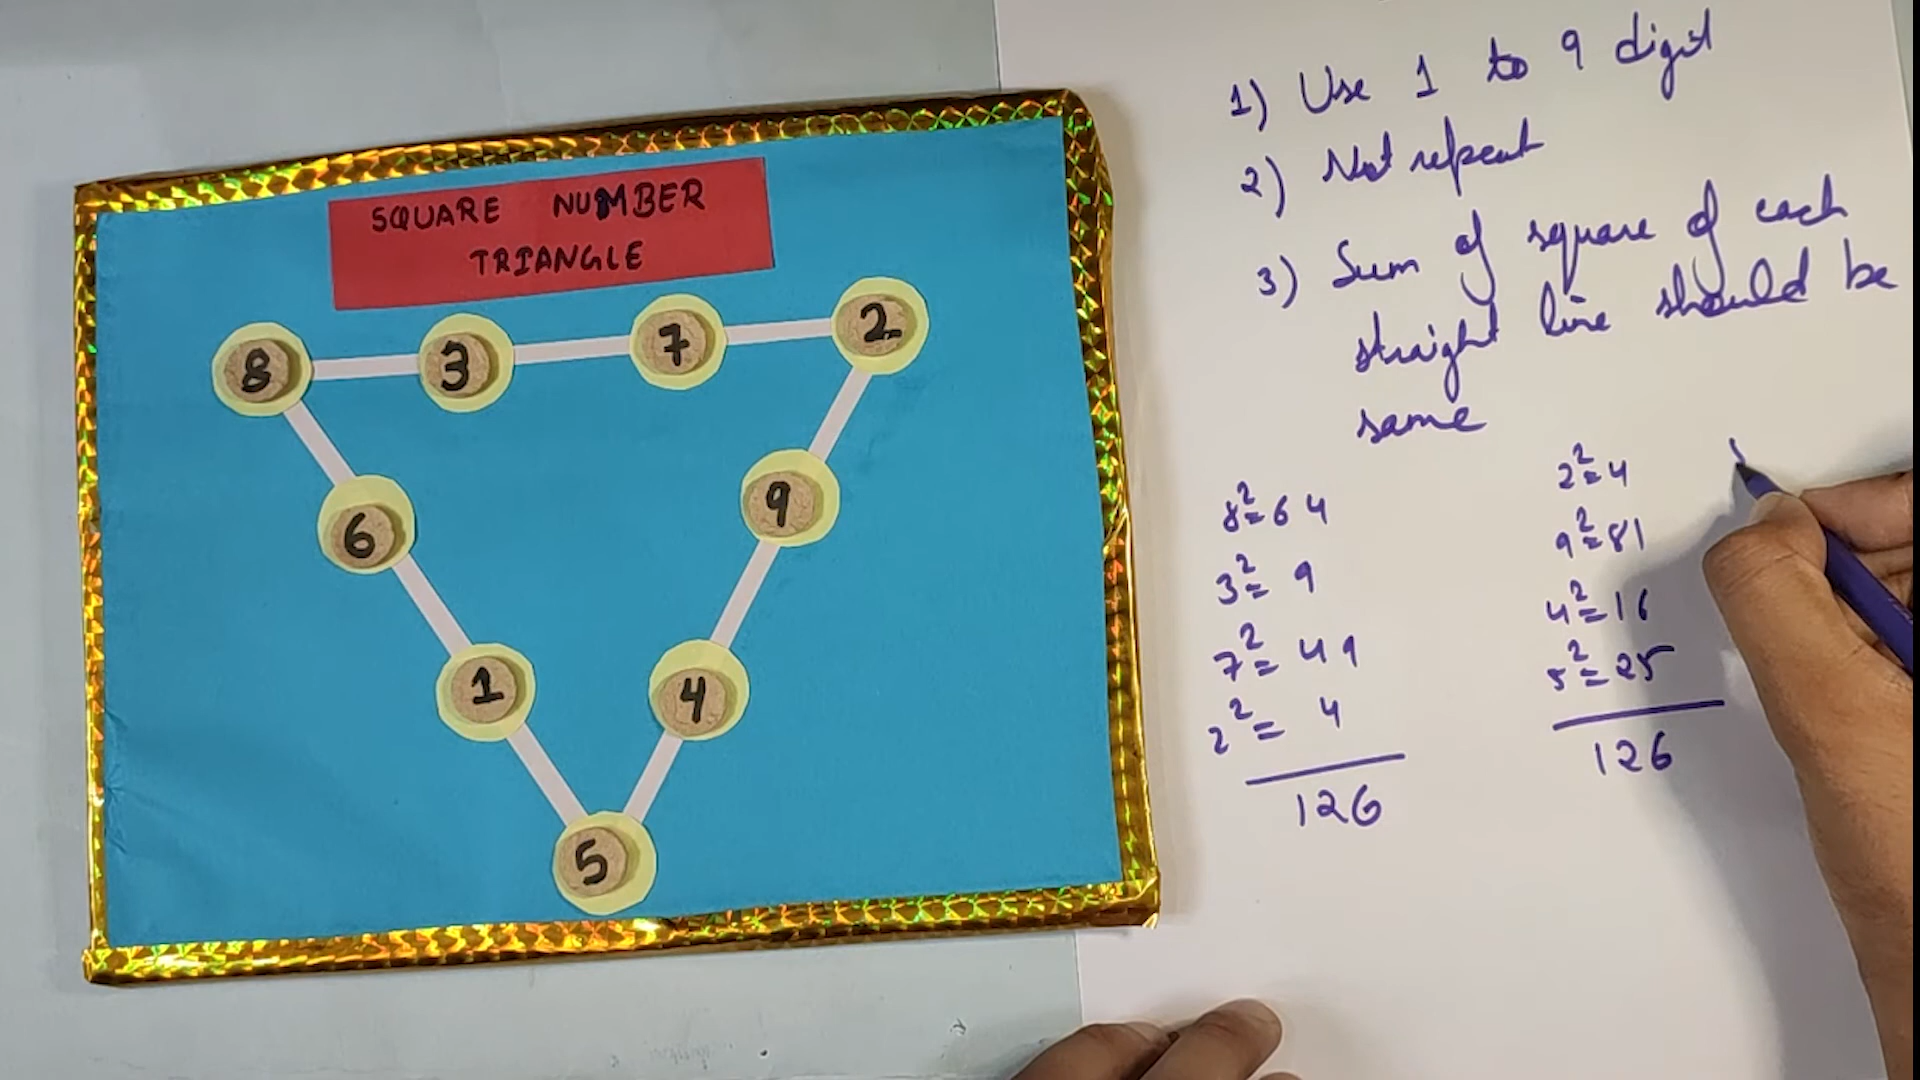 SQUARE NUMBER
TRIANGLE
8 3 7 2
6 9
1 4
5
1) Use 1 to 9 digit
2) Not repeat
3) Sum of square of each
straight line should be
same
8²=64
3²= 9
7²= 49
2²= 4
126
2²=4
9²=81
4²=16
5²=25
126